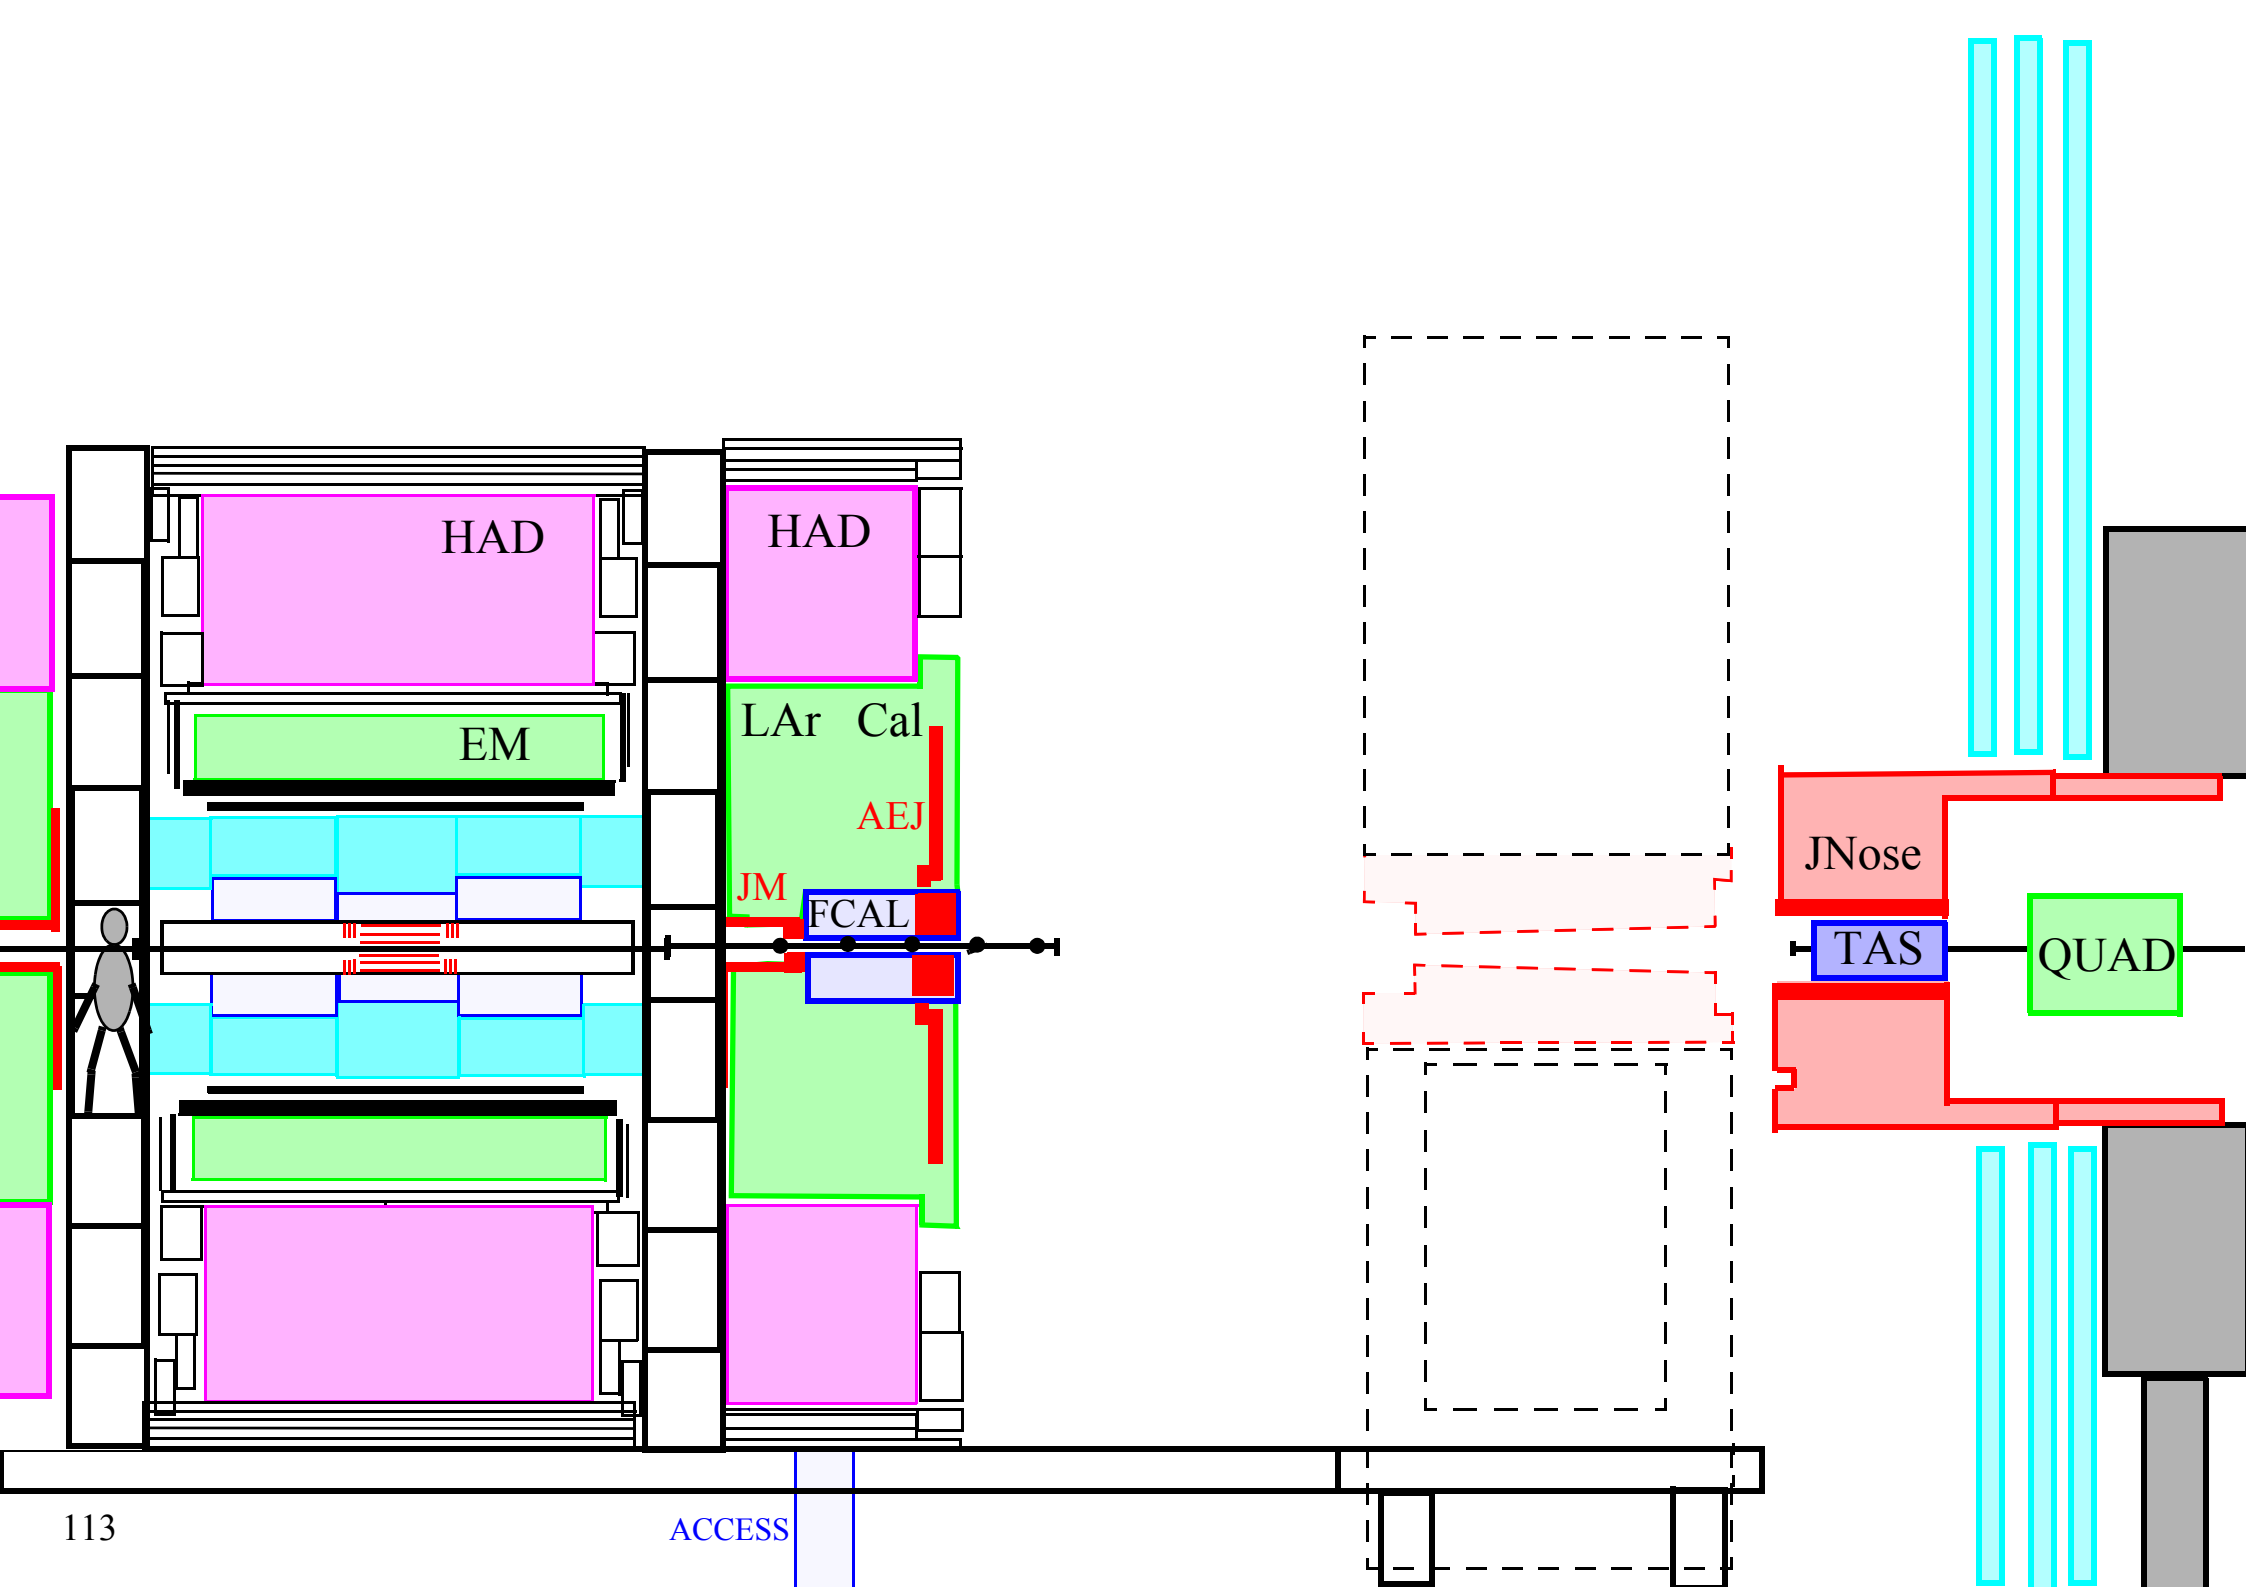 HAD
HAD
LAr Cal
EM
AEJ
JM
FCAL
JNose
TAS
QUAD
113
ACCESS